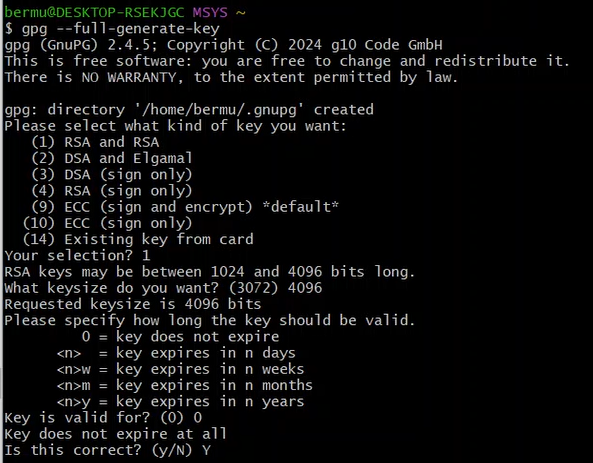 bermu@DESKTOP-RSEKJGC MSYS ~
$ gpg --full-generate-key
gpg (GnuPG) 2.4.5; Copyright (C) 2024 g10 Code GmbH
This is free software: you are free to change and redistribute it.
There is NO WARRANTY, to the extent permitted by law.

gpg: directory '/home/bermu/.gnupg' created
Please select what kind of key you want:
   (1) RSA and RSA
   (2) DSA and Elgamal
   (3) DSA (sign only)
   (4) RSA (sign only)
   (9) ECC (sign and encrypt) *default*
  (10) ECC (sign only)
  (14) Existing key from card
Your selection? 1
RSA keys may be between 1024 and 4096 bits long.
What keysize do you want? (3072) 4096
Requested keysize is 4096 bits
Please specify how long the key should be valid.
         0 = key does not expire
      <n>  = key expires in n days
      <n>w = key expires in n weeks
      <n>m = key expires in n months
      <n>y = key expires in n years
Key is valid for? (0) 0
Key does not expire at all
Is this correct? (y/N) Y